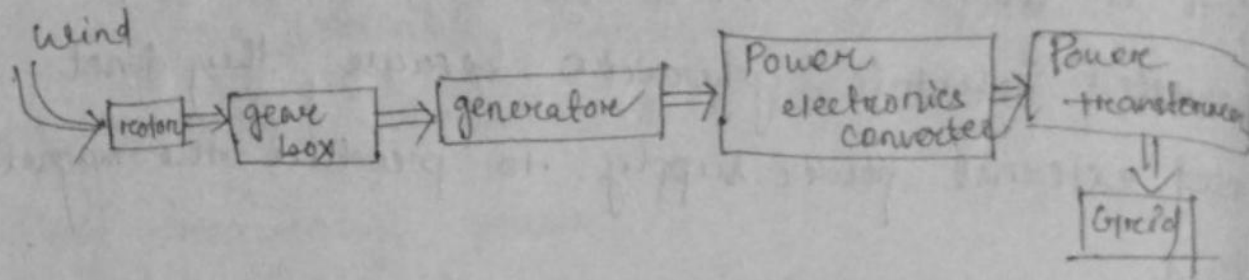 wind
rotor
gear
box
generator
Power
electronics
converter
Power
transformer
Grid